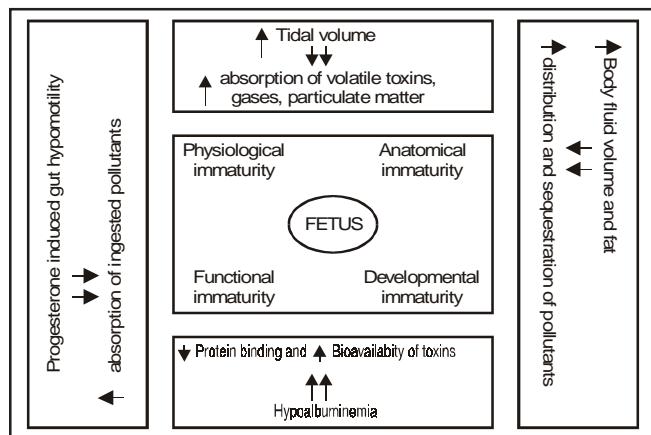 Progesterone induced gut hypomotility
absorption of ingested pollutants
Tidal volume
absorption of volatile toxins,
gases, particulate matter
Physiological
immaturity
Anatomical
immaturity
FETUS
Functional
immaturity
Developmental
immaturity
Protein binding and Bioavailabity of toxins
Hypoalbuminemia
Body fluid volume and fat
distribution and sequestration of pollutants